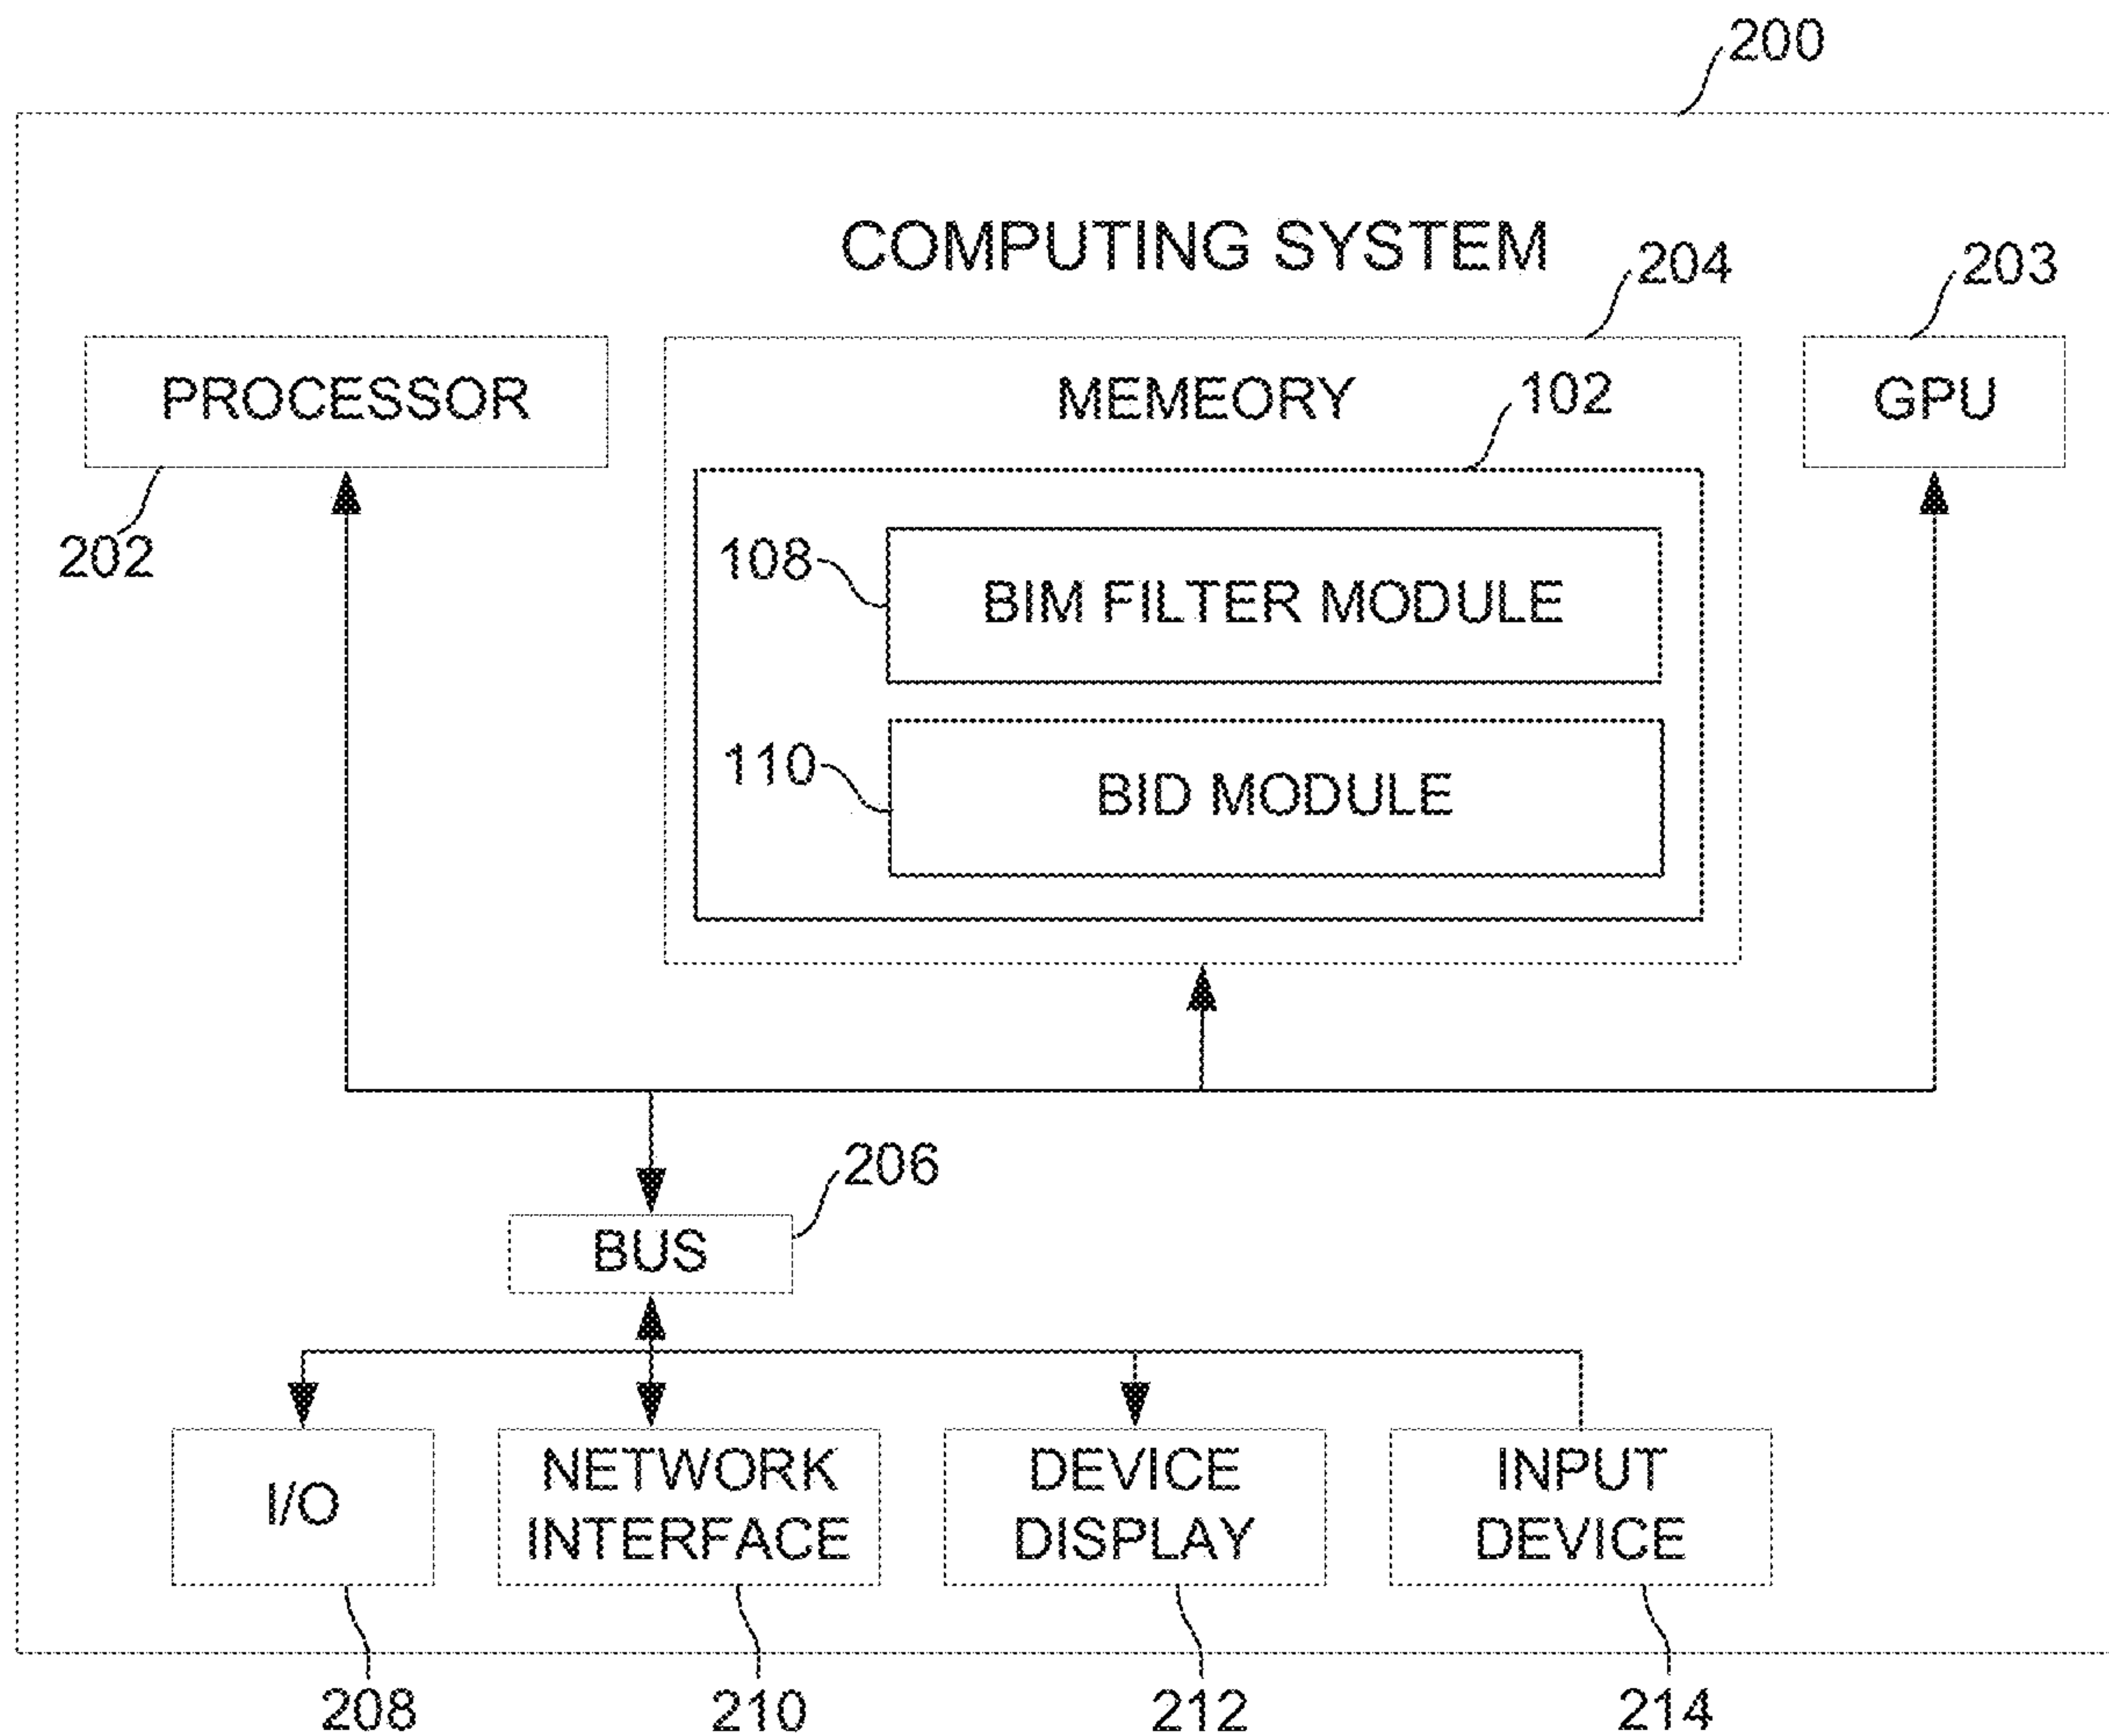 200
COMPUTING SYSTEM
204
203
PROCESSOR
MEMEORY
102
GPU
202
108
BIM FILTER MODULE
110
BID MODULE
206
BUS
I/O
NETWORK
INTERFACE
DEVICE
DISPLAY
INPUT
DEVICE
208
210
212
214